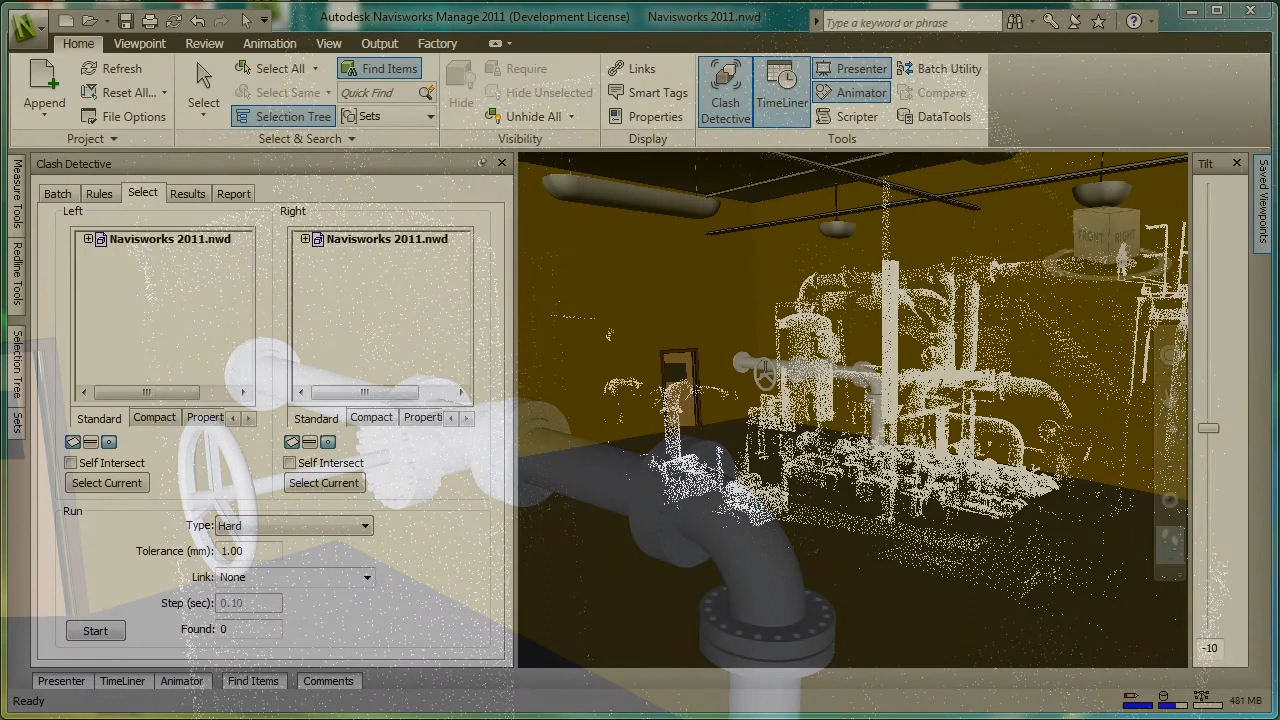 Autodesk Navisworks Manage 2011 (Development License) Navisworks 2011.nwd
Type a keyword or phrase
Home Viewpoint Review Animation View Output Factory
Append
Refresh
Reset All...
File Options
Project
Select
Select All
Select Same
Selection Tree
Find Items
Quick Find
Sets
Select & Search
Hide
Require
Hide Unselected
Unhide All
Visibility
Links
Smart Tags
Properties
Display
Clash
Detective
TimeLiner
Presenter
Animator
Scripter
Batch Utility
Compare
DataTools
Tools
Measure Tools
Redline Tools
Selection Tree
Sets
Clash Detective
Batch Rules Select Results Report
Left
Navisworks 2011.nwd
Standard Compact Propert
Self Intersect
Select Current
Right
Navisworks 2011.nwd
Standard Compact Properti
Self Intersect
Select Current
Run
Type: Hard
Tolerance (mm): 1.00
Link: None
Step (sec): 0.10
Start
Found: 0
FRONT RIGHT
Tilt
-10
Saved Viewpoints
Presenter TimeLiner Animator Find Items Comments
Ready
481 MB